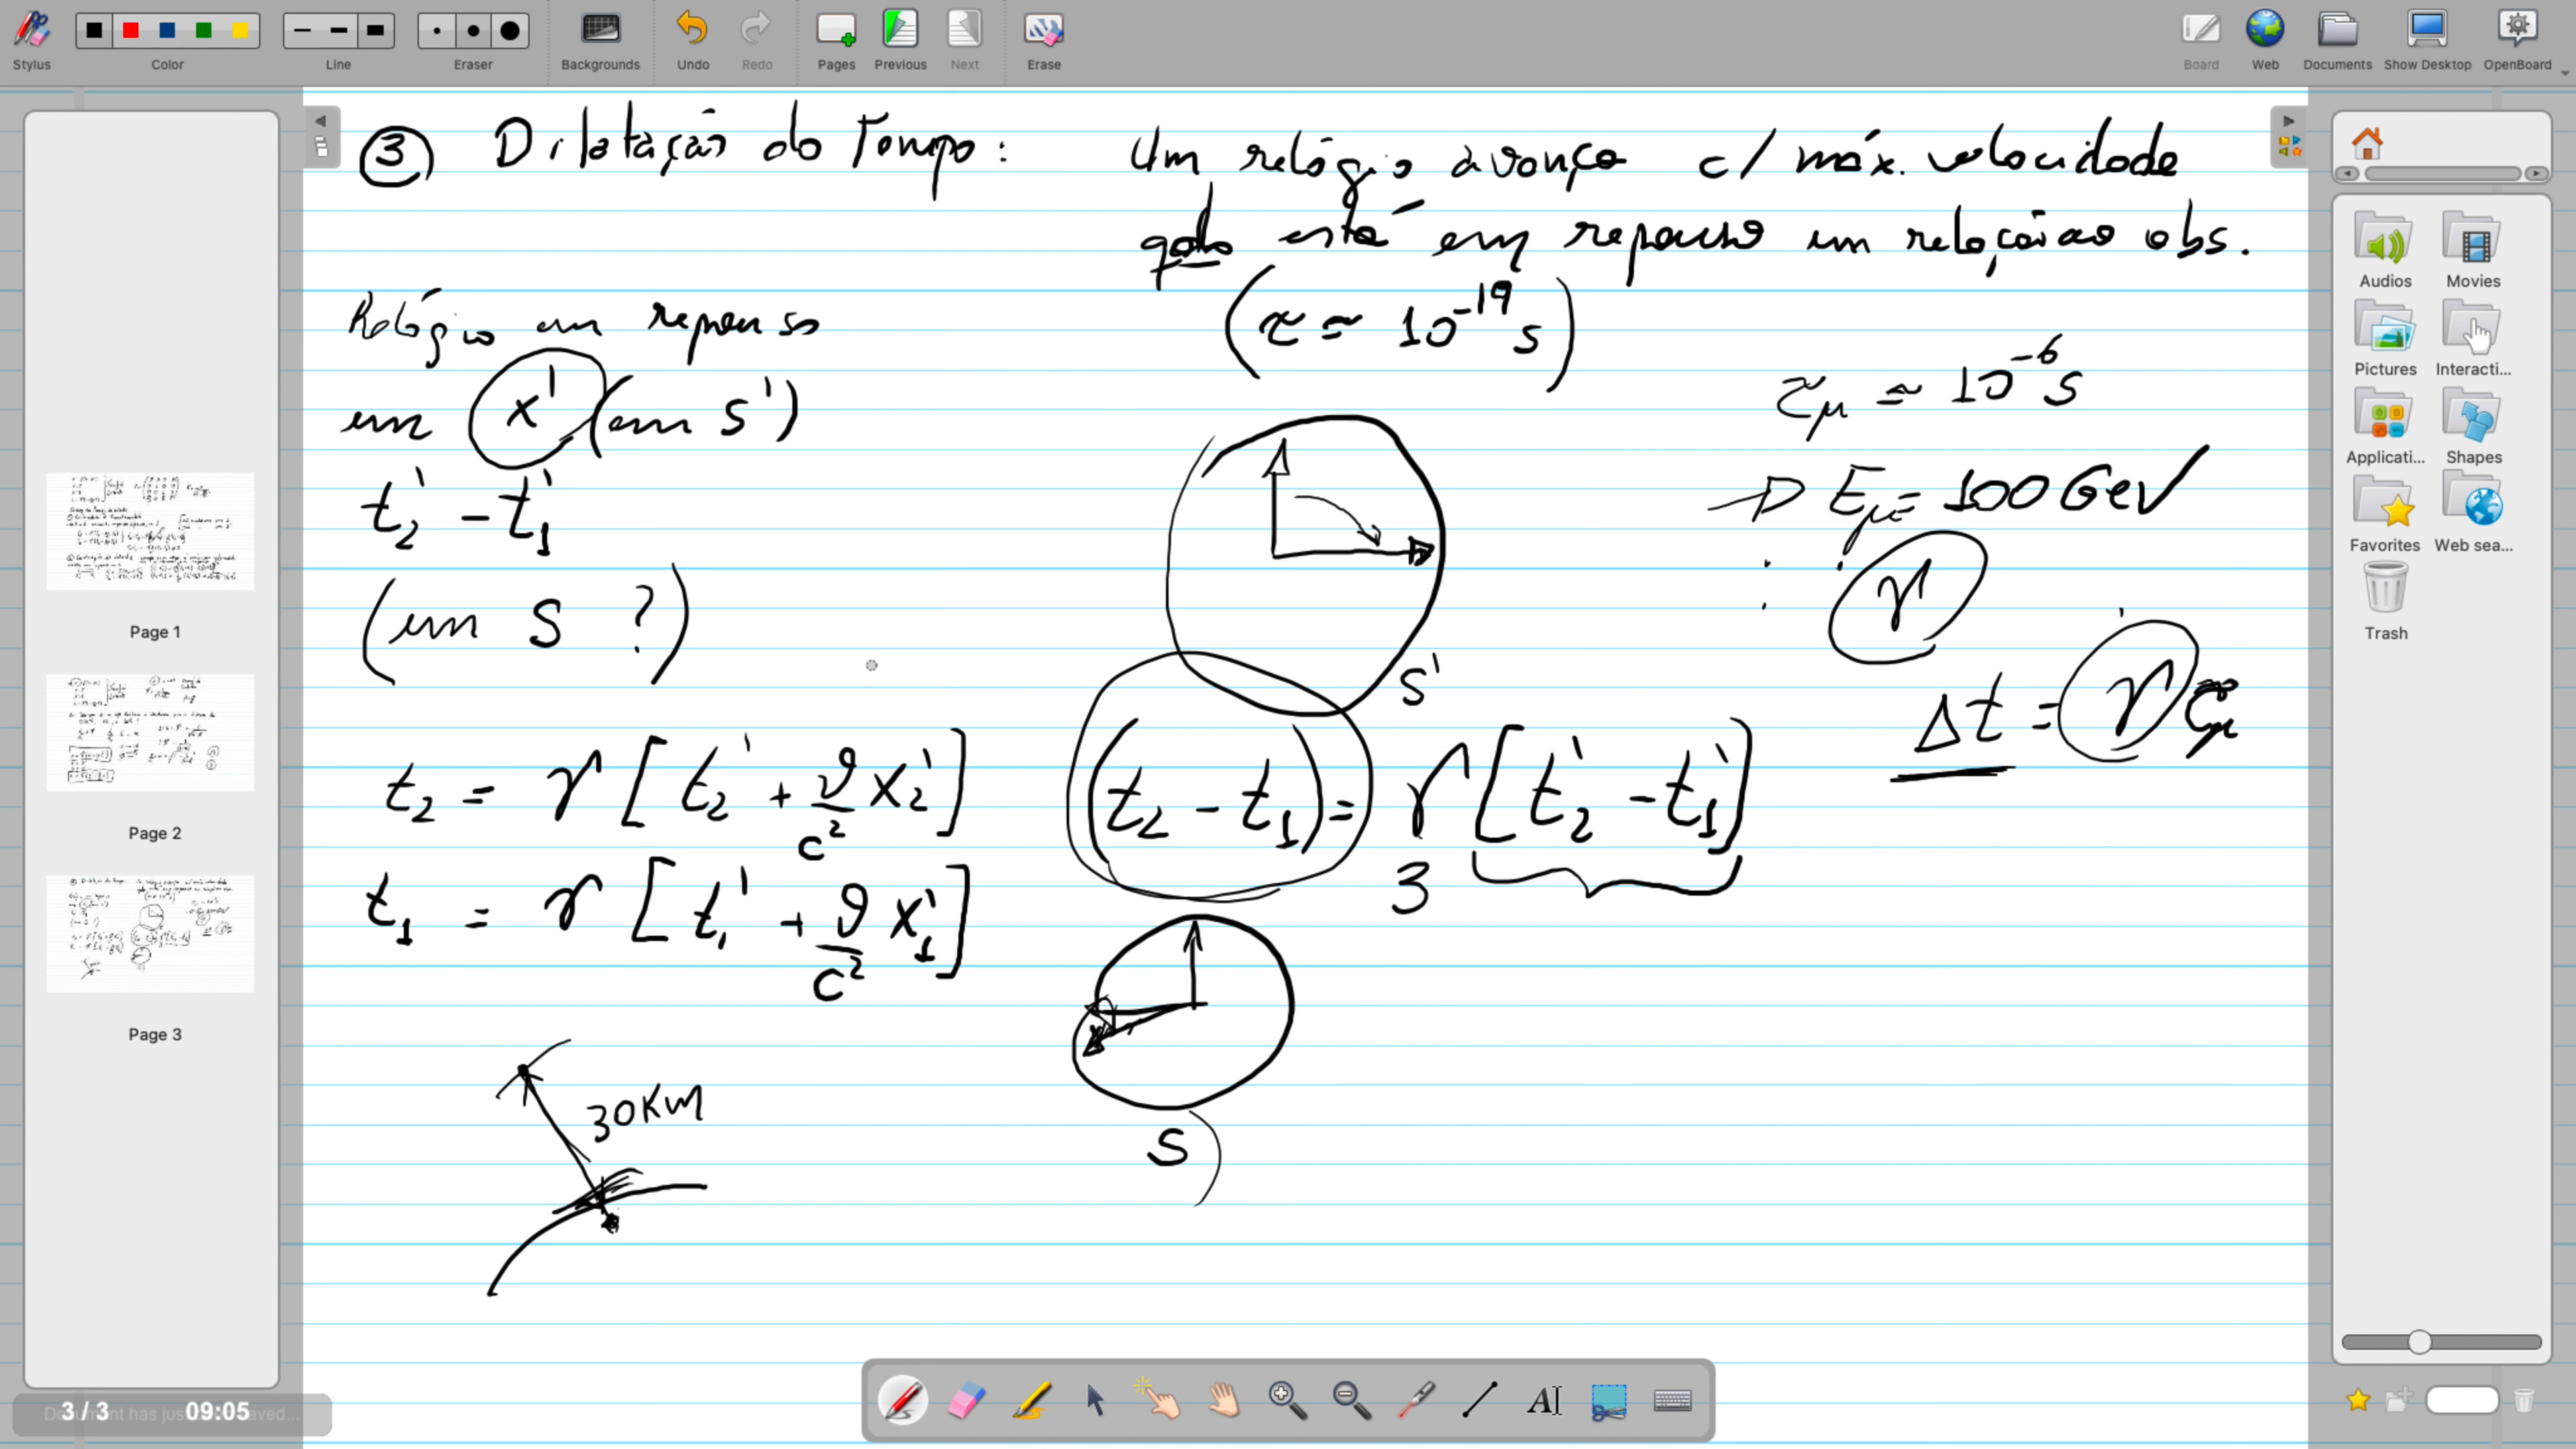 Stylus
Color
Line
Eraser
Backgrounds
Undo
Redo
Pages
Previous
Next
Erase
Board
Web
Documents
Show Desktop
OpenBoard
③ Dilatação do Tempo: Um relógio avança c/ máx. velocidade
qdo está em repouso em relação ao obs.
Relógio em repouso
em x' (em S')
t₂' - t₁'
(em S ?)
(τ ≈ 10⁻¹⁹ s)
τμ ≈ 10⁻⁶ s
→ Eμ = 100 GeV
∴ γ
Δt = γ τμ
S'
t₂ = γ [t₂' + v/c² x₂']
(t₂ - t₁) = γ [t₂' - t₁']
3
t₁ = γ [t₁' + v/c² x₁']
30 Km
S
Page 1
Page 2
Page 3
3 / 3
09:05
Audios
Movies
Pictures
Interacti...
Applicati...
Shapes
Favorites
Web sea...
Trash